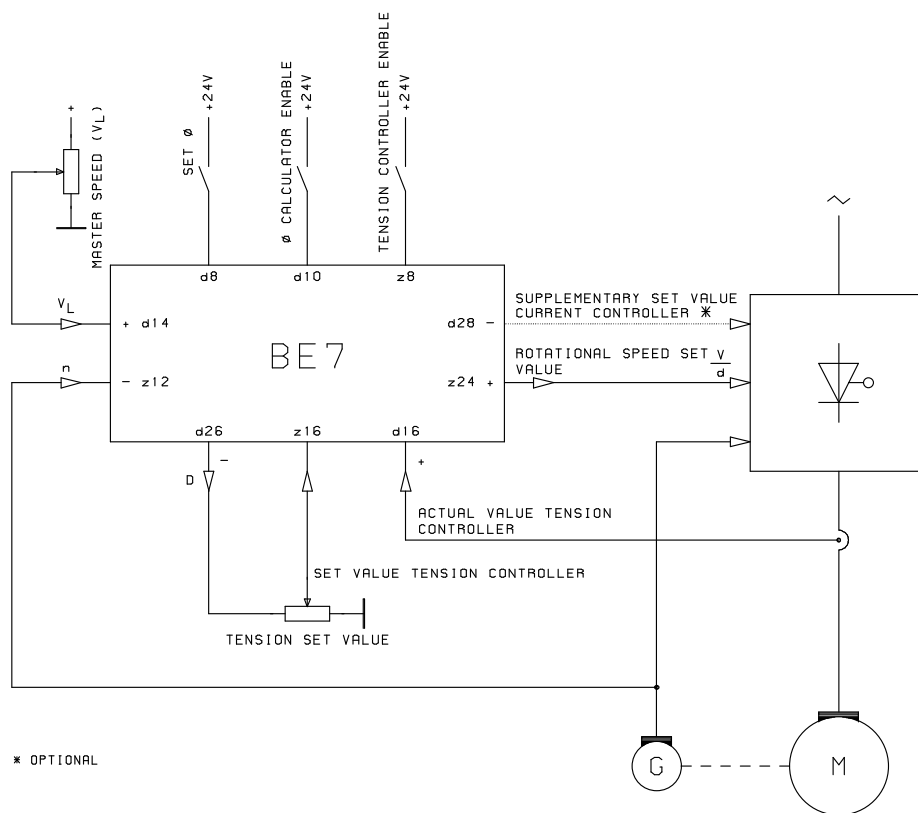 +
MASTER SPEED (VL)
SET Ø
+24V
Ø CALCULATOR ENABLE
+24V
TENSION CONTROLLER ENABLE
+24V
~
d8
d10
z8
VL
+ d14
BE7
d28 -
SUPPLEMENTARY SET VALUE
CURRENT CONTROLLER *
n
- z12
z24 +
ROTATIONAL SPEED SET V/d
VALUE
d26
z16
d16
-
+
D
ACTUAL VALUE TENSION
CONTROLLER
SET VALUE TENSION CONTROLLER
TENSION SET VALUE
* OPTIONAL
G
M